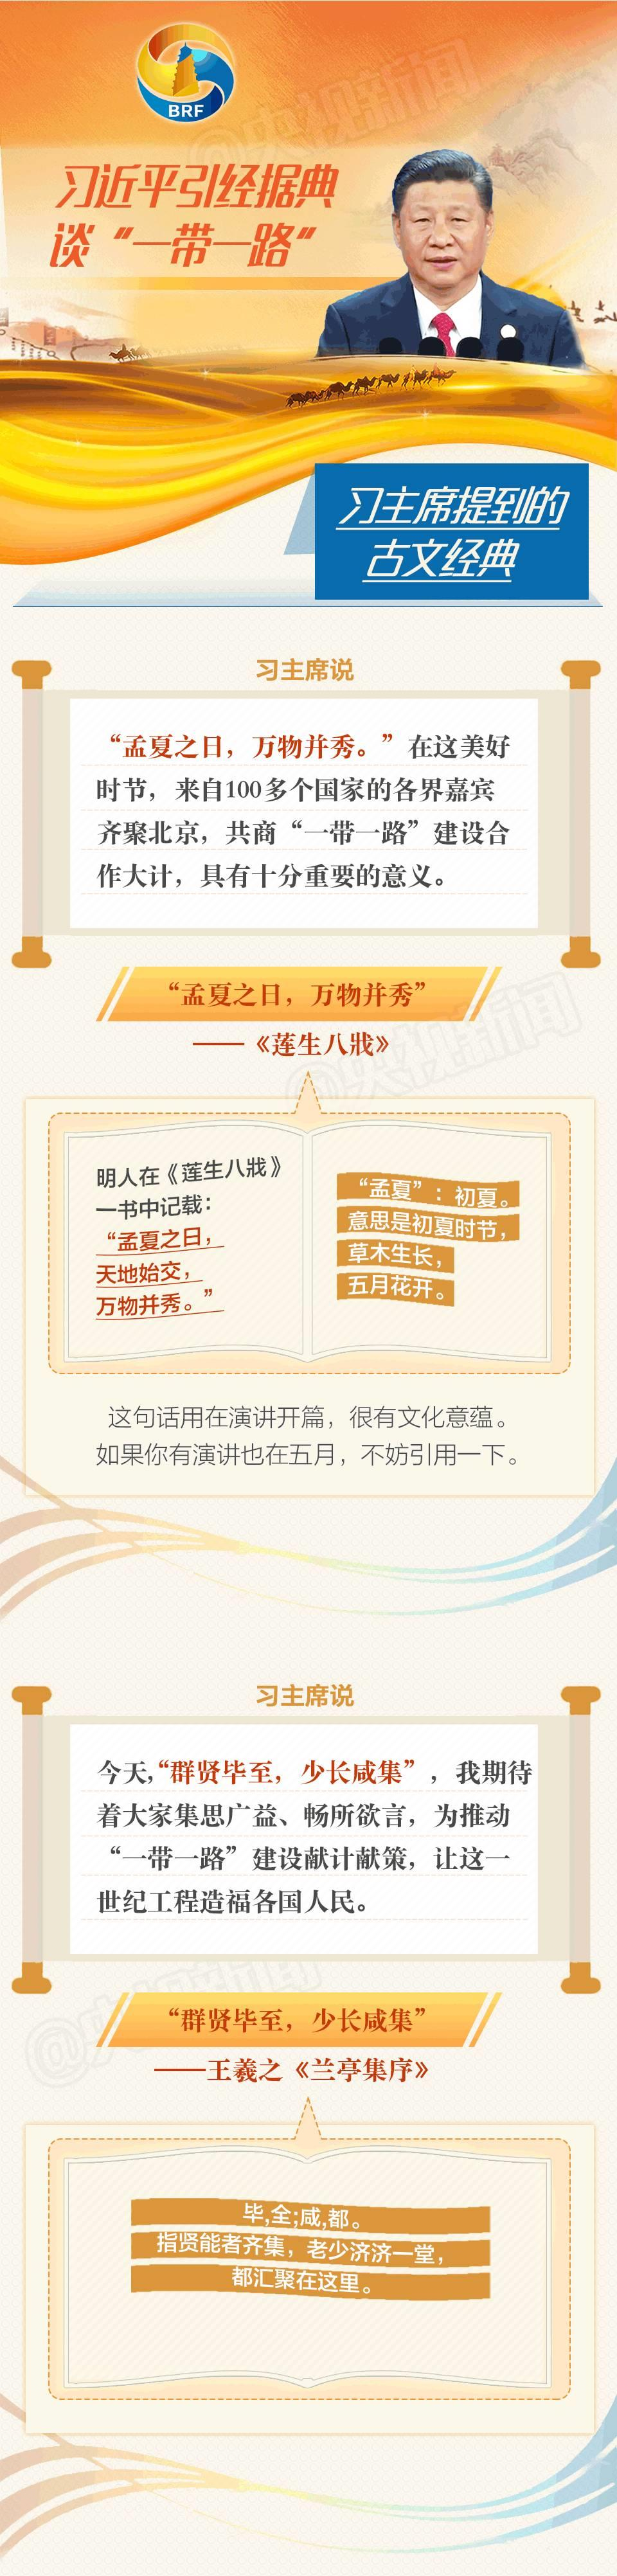 BRF
习近平引经据典
谈“一带一路”
习主席提到的
古文经典
习主席说
“孟夏之日，万物并秀。”在这美好
时节，来自100多个国家的各界嘉宾
齐聚北京，共商“一带一路”建设合
作大计，具有十分重要的意义。
“孟夏之日，万物并秀”
——《莲生八戕》
@央视新闻
明人在《莲生八戕》
一书中记载：
“孟夏之日，
天地始交，
万物并秀。”
“孟夏”：初夏。
意思是初夏时节，
草木生长，
五月花开。
这句话用在演讲开篇，很有文化意蕴。
如果你有演讲也在五月，不妨引用一下。
习主席说
今天，“群贤毕至，少长咸集”，我期待
着大家集思广益、畅所欲言，为推动
“一带一路”建设献计献策，让这一
世纪工程造福各国人民。
@央视新闻
“群贤毕至，少长咸集”
——王羲之《兰亭集序》
毕,全;咸,都。
指贤能者齐集，老少济济一堂，
都汇聚在这里。